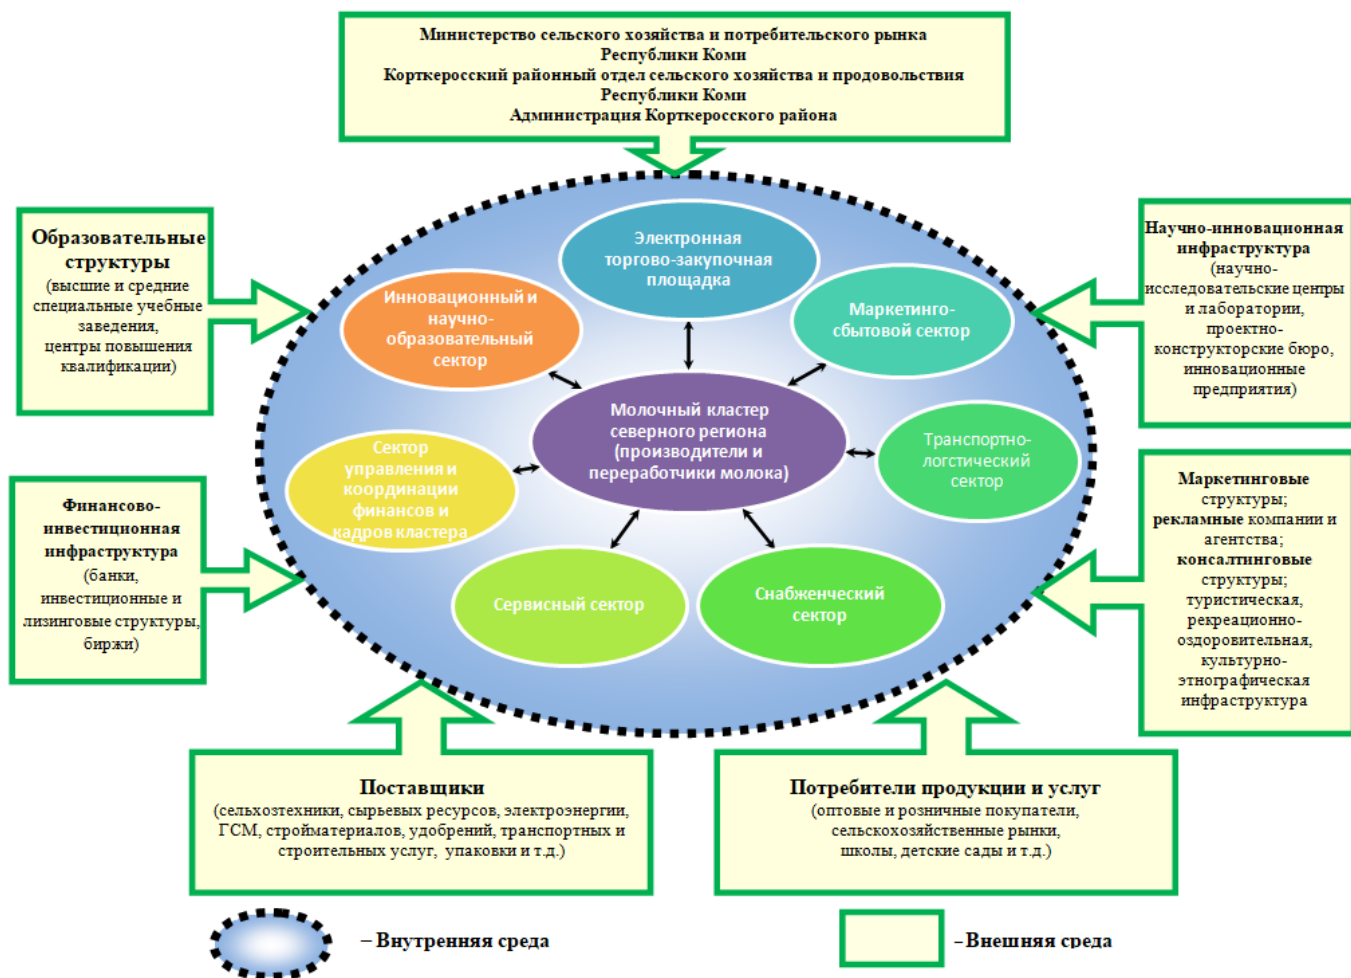 Министерство сельского хозяйства и потребительского рынка
Республики Коми
Корткеросский районный отдел сельского хозяйства и продовольствия
Республики Коми
Администрация Корткеросского района
Образовательные
структуры
(высшие и средние
специальные учебные
заведения,
центры повышения
квалификации)
Электронная
торгово-закупочная
площадка
Инновационный и
научно-
образовательный
сектор
Маркетинго-
сбытовой сектор
Научно-инновационная
инфраструктура
(научно-
исследовательские центры
и лаборатории,
проектно-
конструкторские бюро,
инновационные
предприятия)
Молочный кластер
северного региона
(производители и
переработчики молока)
Сектор
управления и
координации
финансов и
кадров кластера
Транспортно-
логстический
сектор
Финансово-
инвестиционная
инфраструктура
(банки,
инвестиционные и
лизинговые структуры,
биржи)
Маркетинговые
структуры;
рекламные компании и
агентства;
консалтинговые
структуры;
туристическая,
рекреационно-
оздоровительная,
культурно-
этнографическая
инфраструктура
Сервисный сектор
Снабженческий
сектор
Поставщики
(сельхозтехники, сырьевых ресурсов, электроэнергии,
ГСМ, стройматериалов, удобрений, транспортных и
строительных услуг, упаковки и т.д.)
Потребители продукции и услуг
(оптовые и розничные покупатели,
сельскохозяйственные рынки,
школы, детские сады и т.д.)
– Внутренняя среда
– Внешняя среда